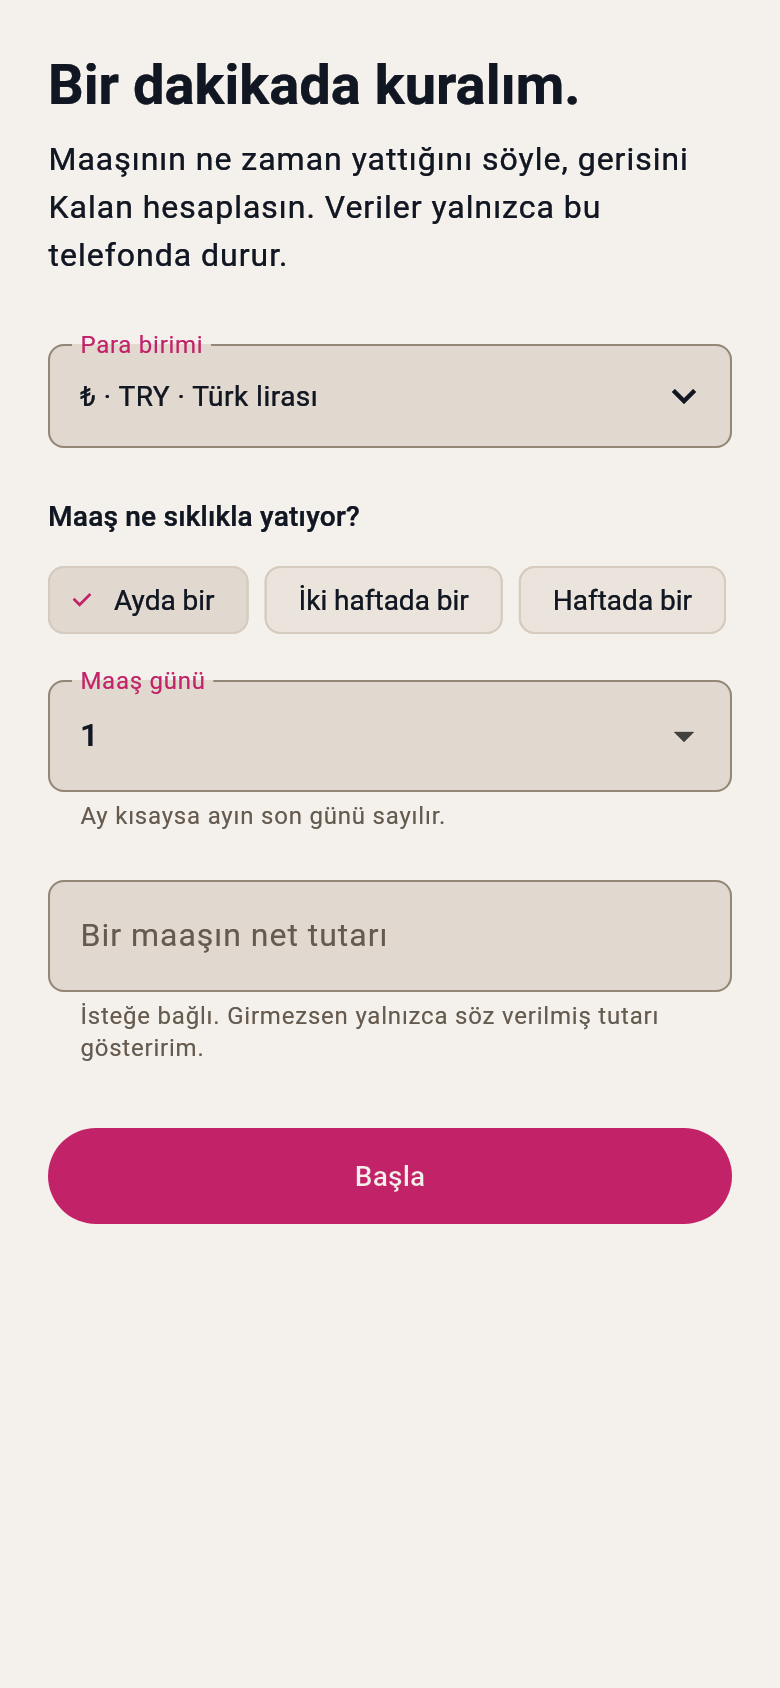 Bir dakikada kuralım.
Maaşının ne zaman yattığını söyle, gerisini
Kalan hesaplasın. Veriler yalnızca bu
telefonda durur.
Para birimi
₺ · TRY · Türk lirası
Maaş ne sıklıkla yatıyor?
Ayda bir
İki haftada bir
Haftada bir
Maaş günü
1
Ay kısaysa ayın son günü sayılır.
Bir maaşın net tutarı
İsteğe bağlı. Girmezsen yalnızca söz verilmiş tutarı
gösteririm.
Başla